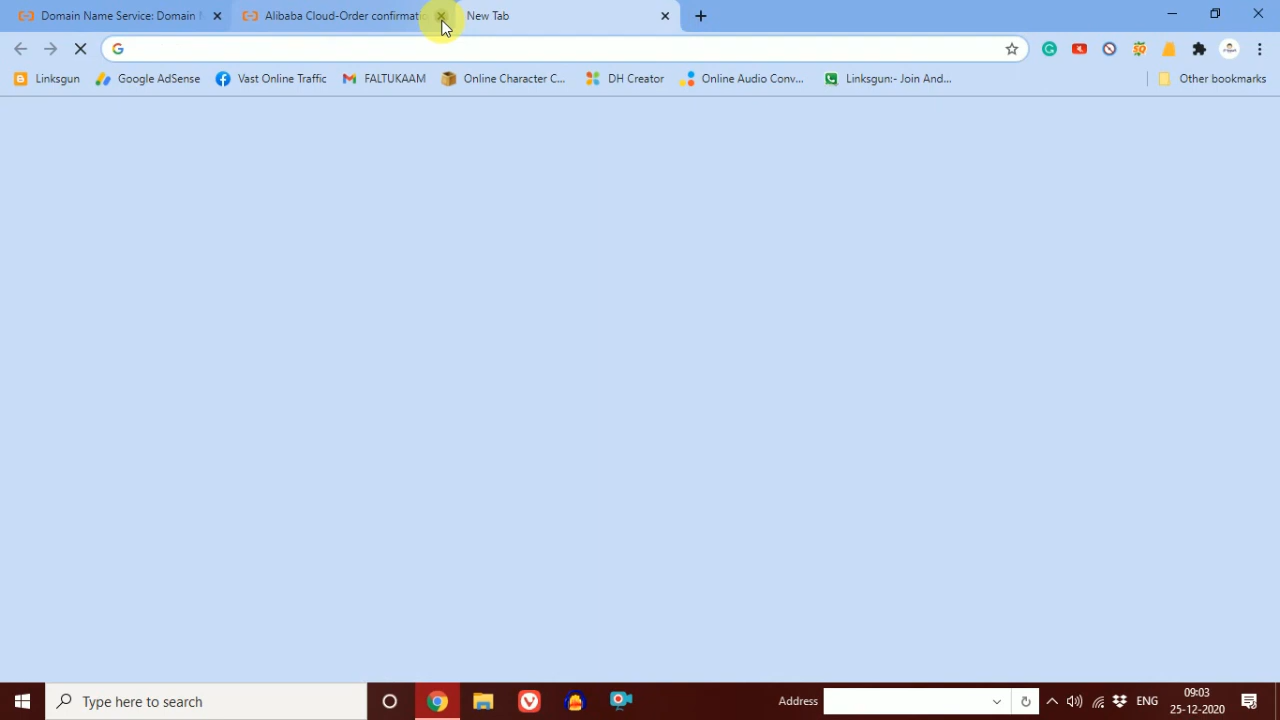 Domain Name Service: Domain
Alibaba Cloud-Order confirmatio
New Tab
Linksgun
Google AdSense
Vast Online Traffic
FALTUKAAM
Online Character C...
DH Creator
Online Audio Conv...
Linksgun:- Join And...
Other bookmarks
Type here to search
Address
ENG
09:03
25-12-2020